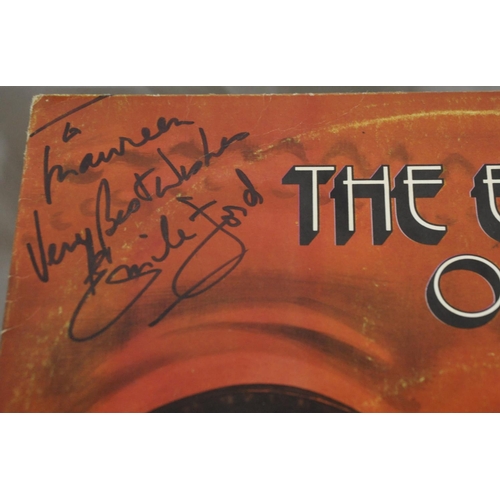 to
Maureen
Very Best Wishes
Emile Ford
THE E
O